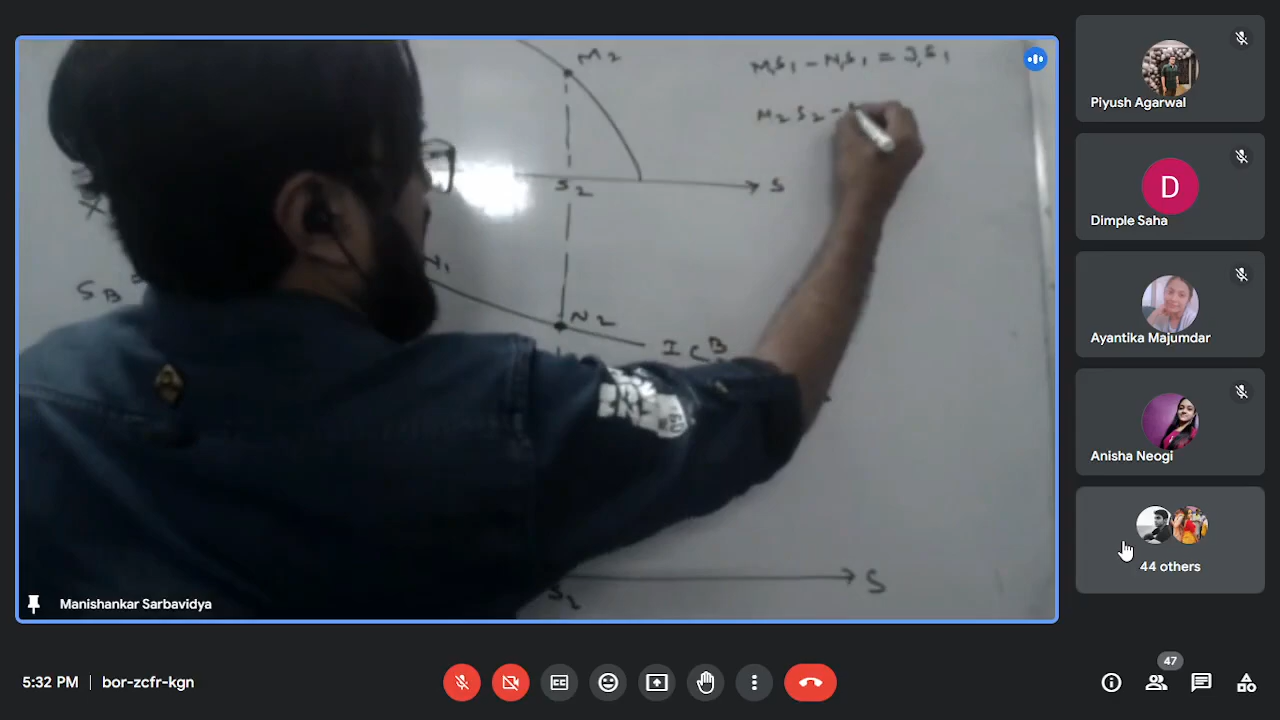 M2
M1S1 - N1S1 = J1S1
M2S2 -
S2
S
N1
SB =
N2
ICB
S2
S
Manishankar Sarbavidya
Piyush Agarwal
D
Dimple Saha
Ayantika Majumdar
Anisha Neogi
44 others
5:32 PM | bor-zcfr-kgn
CC
47